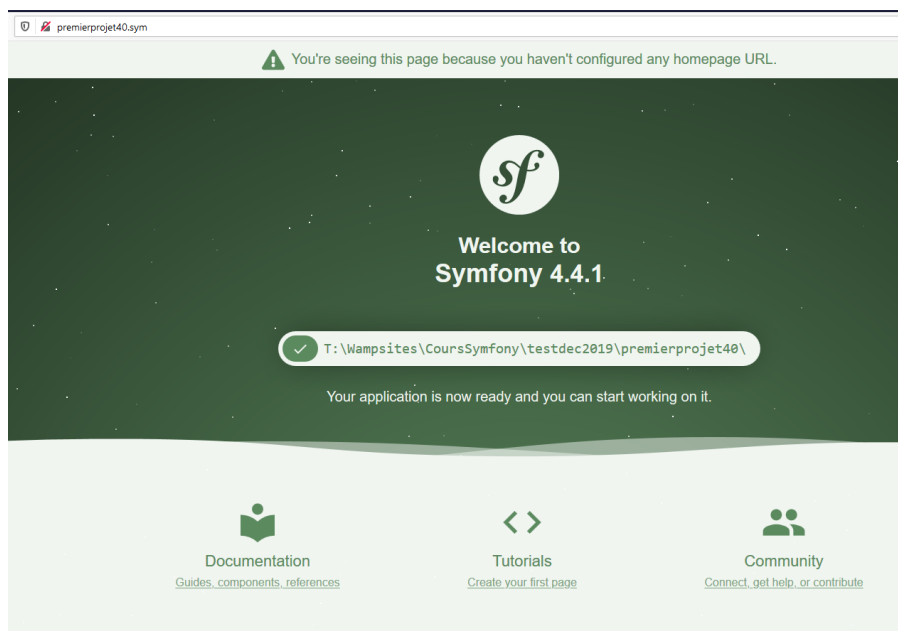 premierprojet40.sym
You're seeing this page because you haven't configured any homepage URL.
sf
Welcome to
Symfony 4.4.1
T:\Wampsites\CoursSymfony\testdec2019\premierprojet40\
Your application is now ready and you can start working on it.
Documentation Tutorials Community
Guides, components, references Create your first page Connect, get help, or contribute